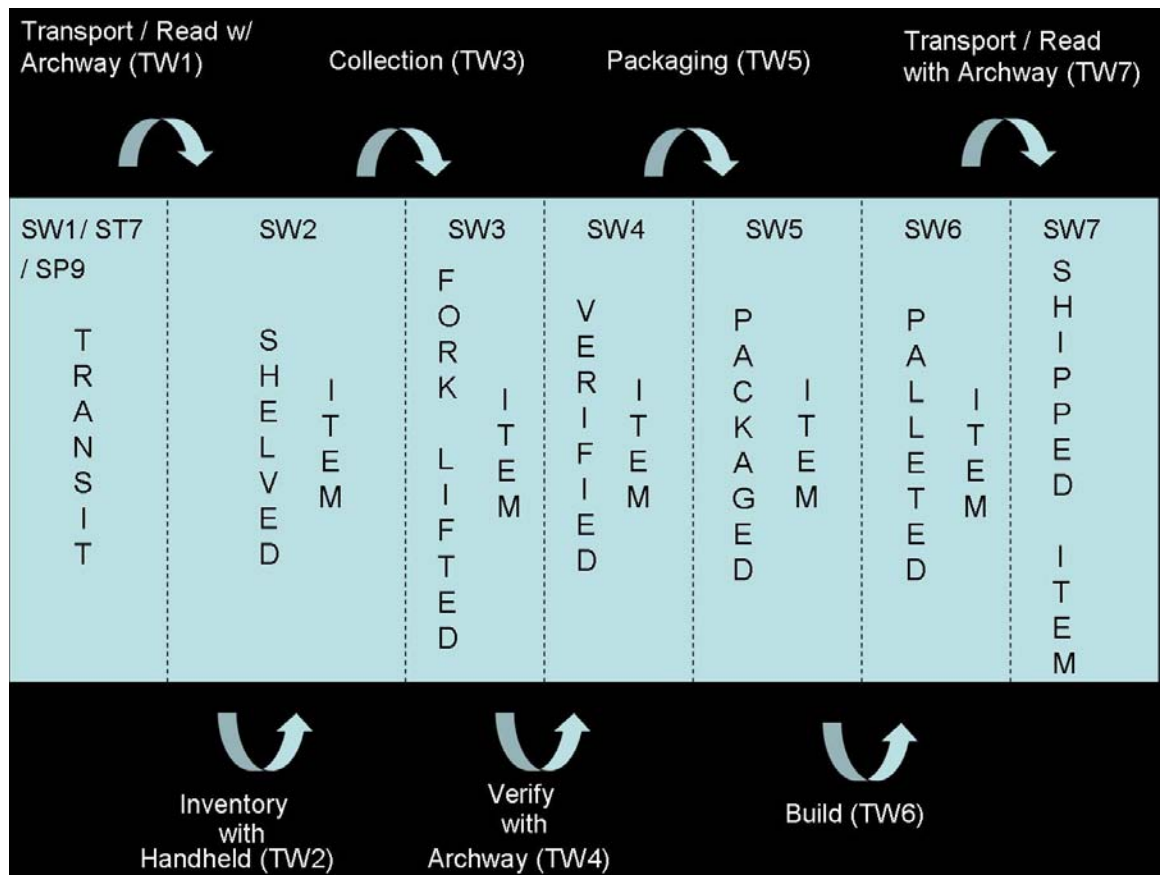 Transport / Read w/
Archway (TW1)
Collection (TW3)
Packaging (TW5)
Transport / Read
with Archway (TW7)
SW1/ ST7
/ SP9
TRANSIT
SW2
SHELVED
ITEM
SW3
FORK LIFTED
ITEM
SW4
VERIFIED
ITEM
SW5
PACKAGED
ITEM
SW6
PALLETED
ITEM
SW7
SHIPPED ITEM
Inventory
with
Handheld (TW2)
Verify
with
Archway (TW4)
Build (TW6)